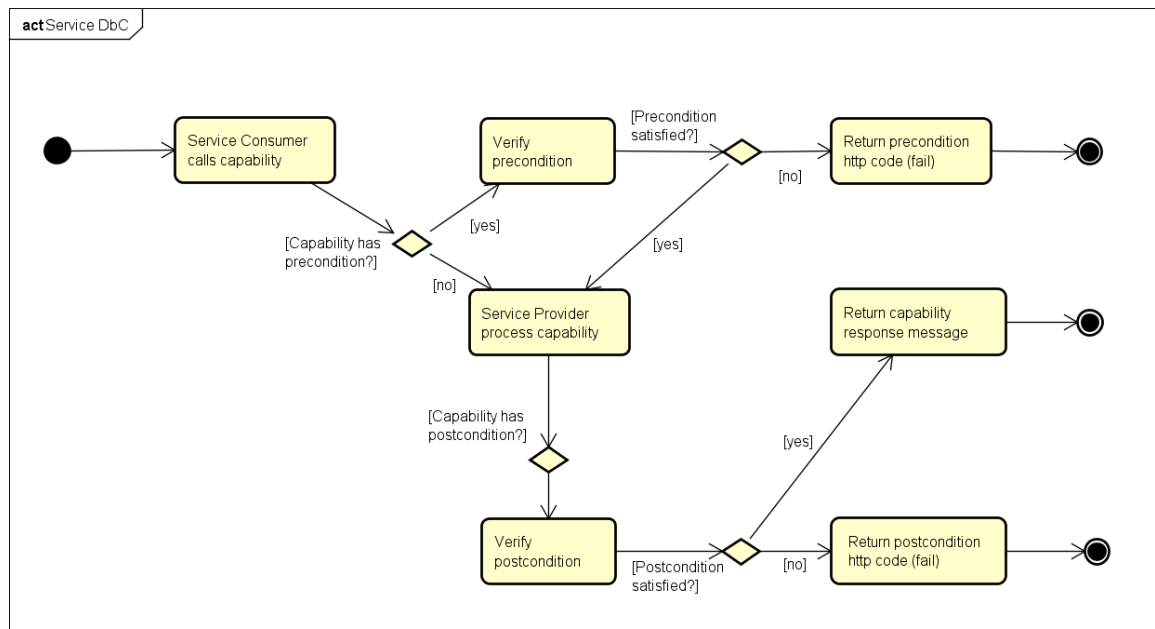 act Service DbC
Service Consumer
calls capability
[Capability has
precondition?]
[yes]
[no]
Verify
precondition
[Precondition
satisfied?]
[no]
[yes]
Return precondition
http code (fail)
Service Provider
process capability
Return capability
response message
[Capability has
postcondition?]
[yes]
Verify
postcondition
[Postcondition
satisfied?]
[no]
Return postcondition
http code (fail)